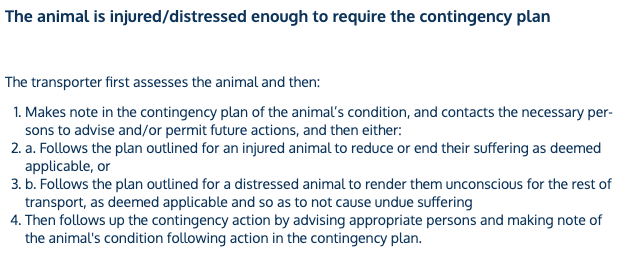 The animal is injured/distressed enough to require the contingency plan
The transporter first assesses the animal and then:
1. Makes note in the contingency plan of the animal's condition, and contacts the necessary per-
sons to advise and/or permit future actions, and then either:
2. a. Follows the plan outlined for an injured animal to reduce or end their suffering as deemed
applicable, or
3. b. Follows the plan outlined for a distressed animal to render them unconscious for the rest of
transport, as deemed applicable and so as to not cause undue suffering
4. Then follows up the contingency action by advising appropriate persons and making note of
the animal's condition following action in the contingency plan.